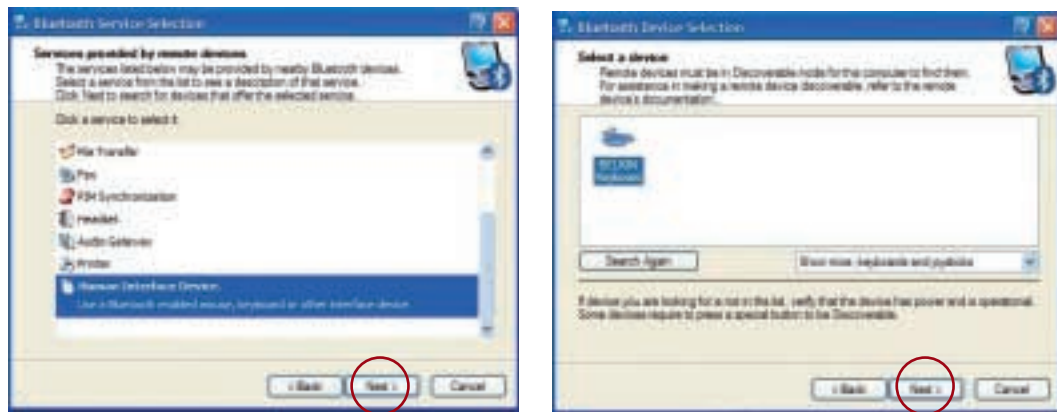 Bluetooth Service Selection
Services provided by remote devices
The services listed below may be provided by nearby Bluetooth devices.
Select a service from the list to see a description of that service.
Click Next to search for devices that offer the selected service.
Click a service to select it
File Transfer
Fax
PIM Synchronization
Headset
Audio Gateway
Printer
Human Interface Device
Use a Bluetooth enabled mouse, keyboard or other interface device
< Back
Next >
Cancel
Bluetooth Device Selection
Select a device
Remote devices must be in Discoverable mode for this computer to find them.
For assistance in making a remote device discoverable, refer to the remote
device's documentation.
BELKIN
Keyboard
Search Again
Show mice, keyboards and joysticks
If device you are looking for is not in the list, verify that the device has power and is operational.
Some devices require to press a special button to be Discoverable.
< Back
Next >
Cancel